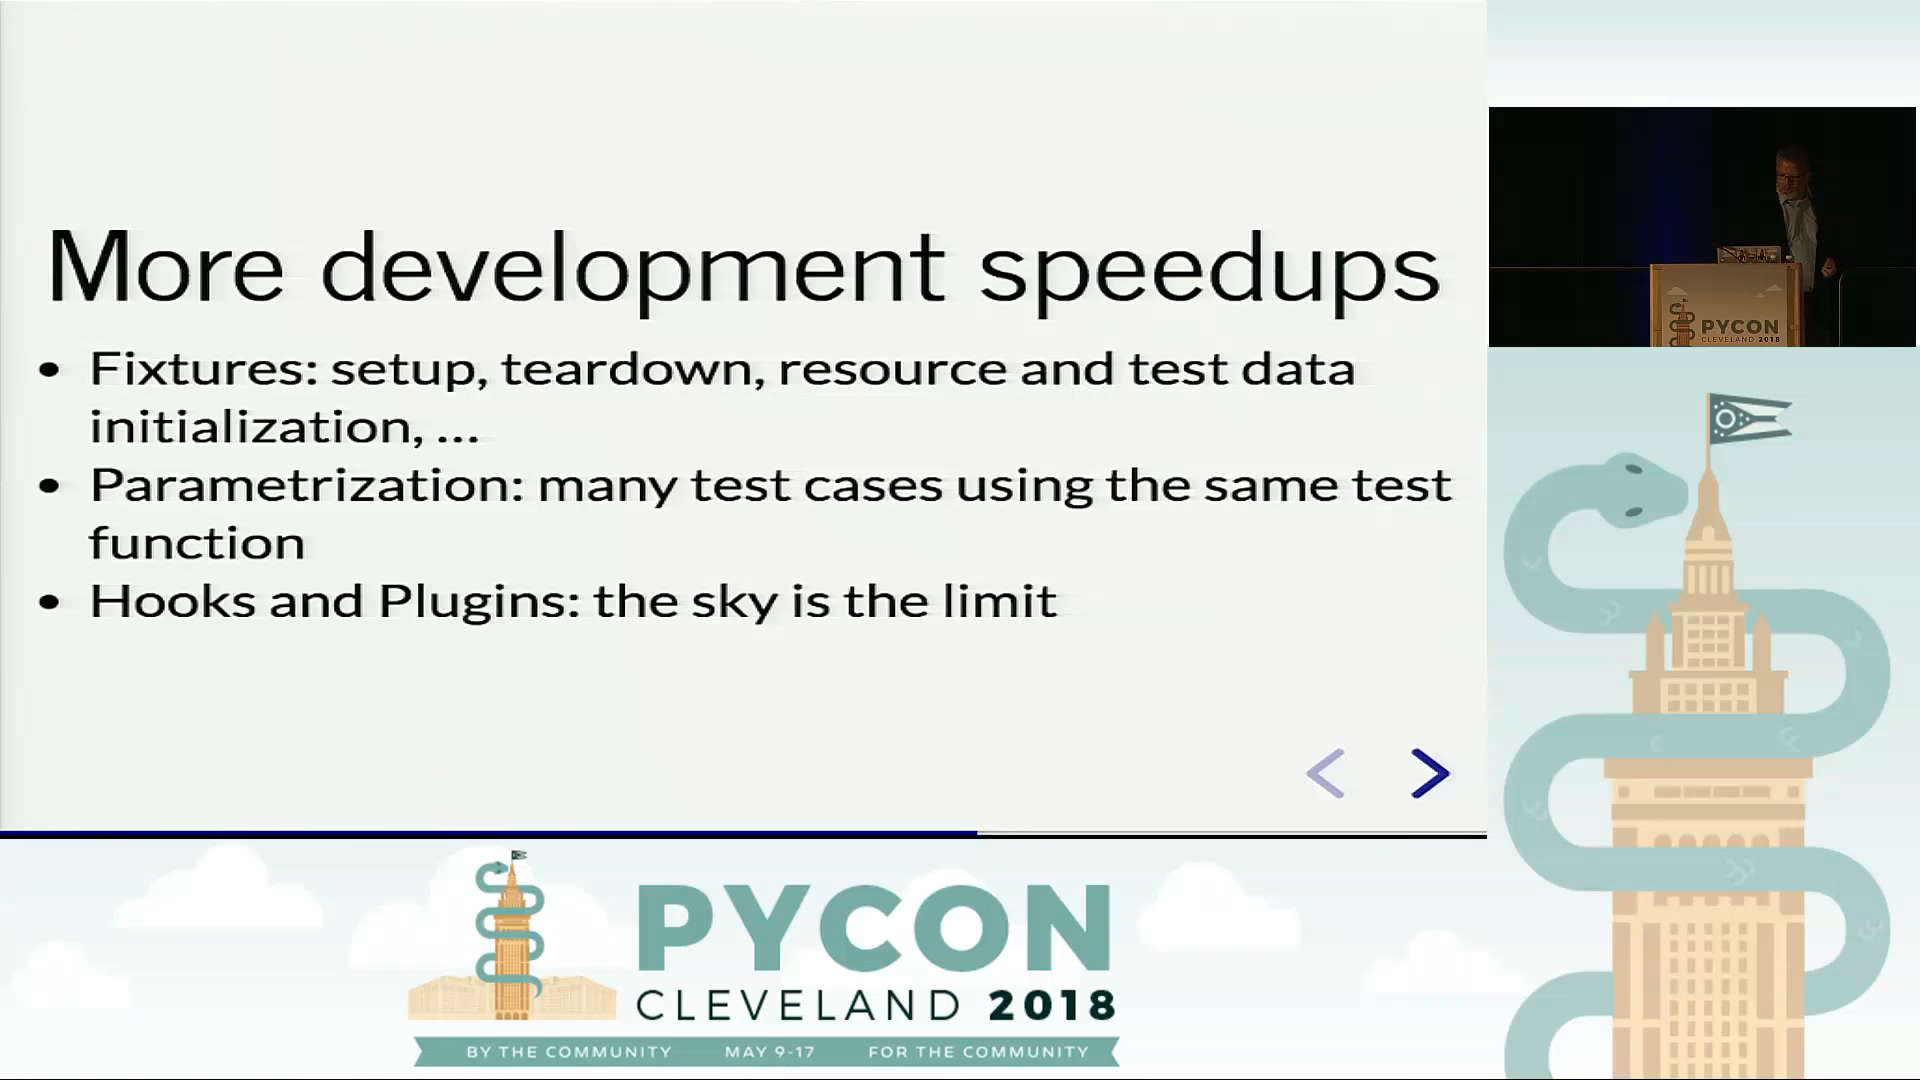 More development speedups
• Fixtures: setup, teardown, resource and test data
initialization, ...
• Parametrization: many test cases using the same test
function
• Hooks and Plugins: the sky is the limit
PYCON
CLEVELAND 2018
PYCON
CLEVELAND 2018
BY THE COMMUNITY MAY 9-17 FOR THE COMMUNITY